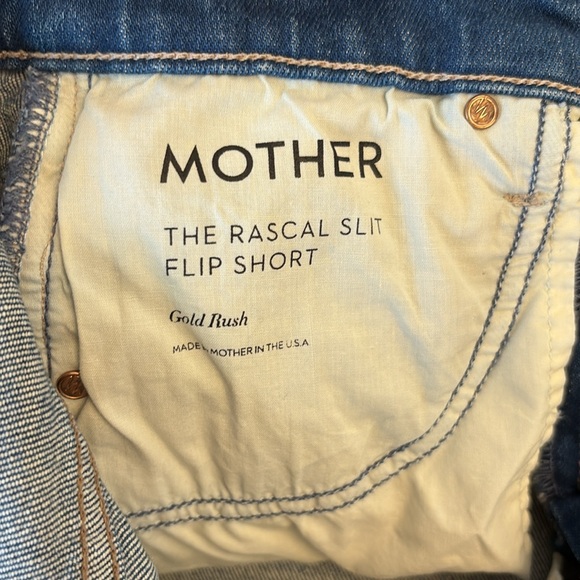 MOTHER
THE RASCAL SLIT
FLIP SHORT
Gold Rush
MADE MOTHER IN THE U.S.A